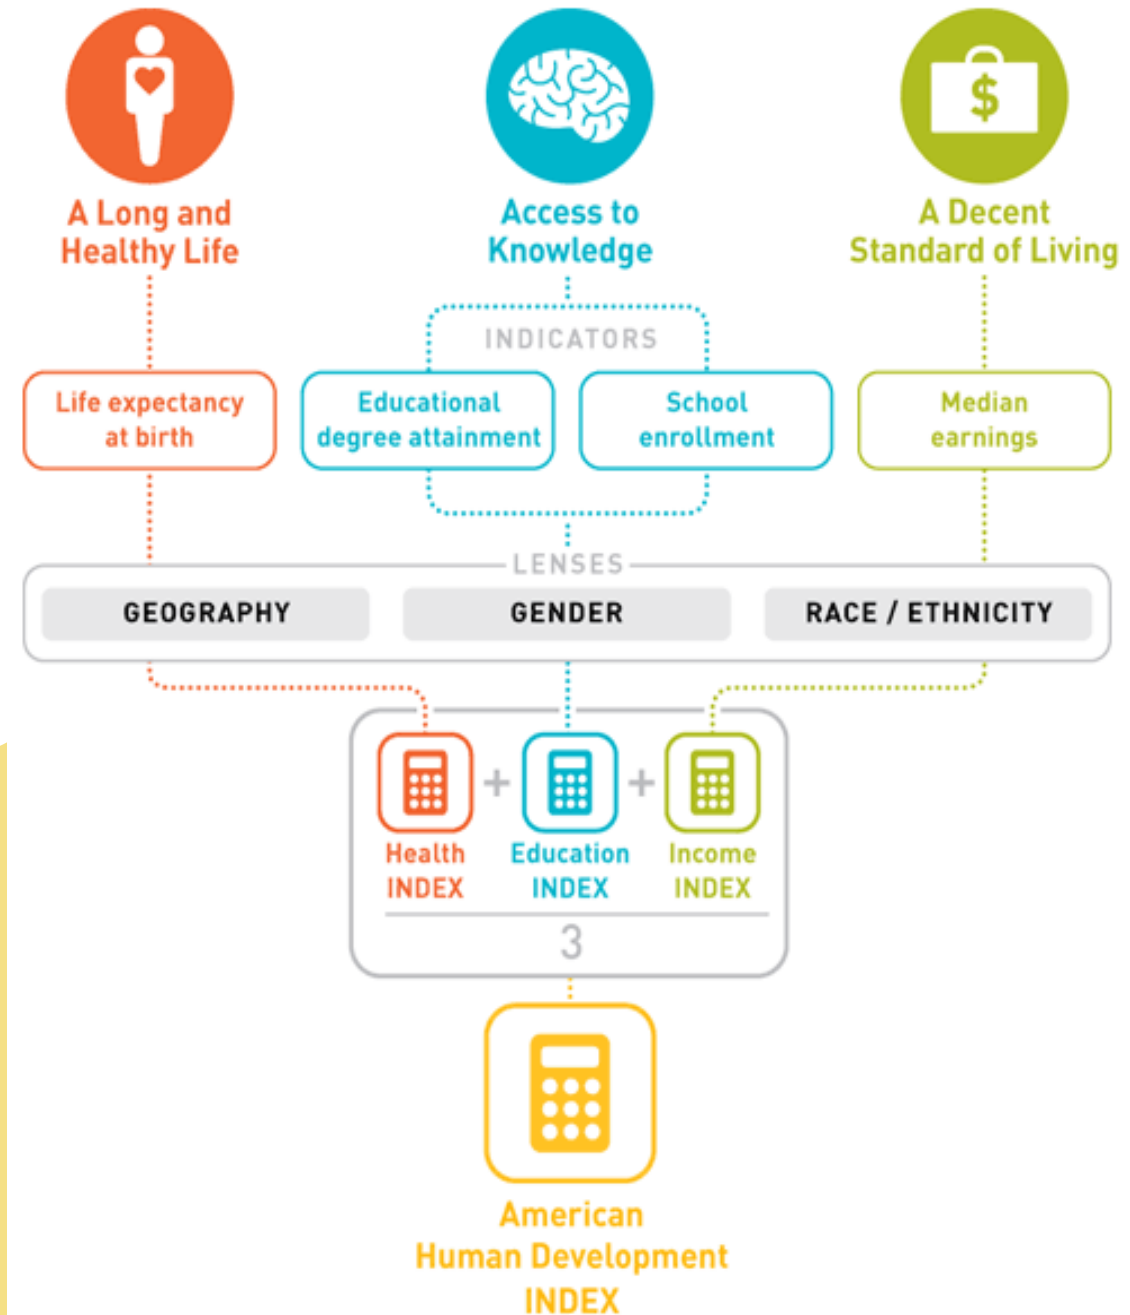 $
A Long and
Healthy Life
Access to
Knowledge
A Decent
Standard of Living
INDICATORS
Life expectancy
at birth
Educational
degree attainment
School
enrollment
Median
earnings
LENSES
GEOGRAPHY
GENDER
RACE / ETHNICITY
+ +
Health
INDEX
Education
INDEX
Income
INDEX
3
American
Human Development
INDEX